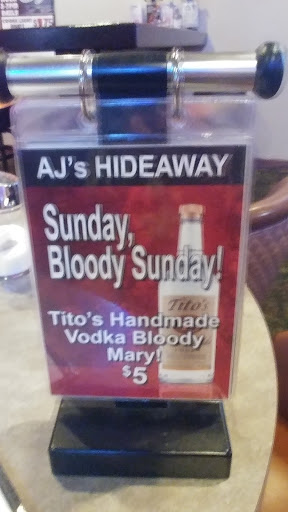 AJ's HIDEAWAY
Sunday,
Bloody Sunday!
Tito's
Tito's Handmade
Vodka Bloody
Mary!
$5